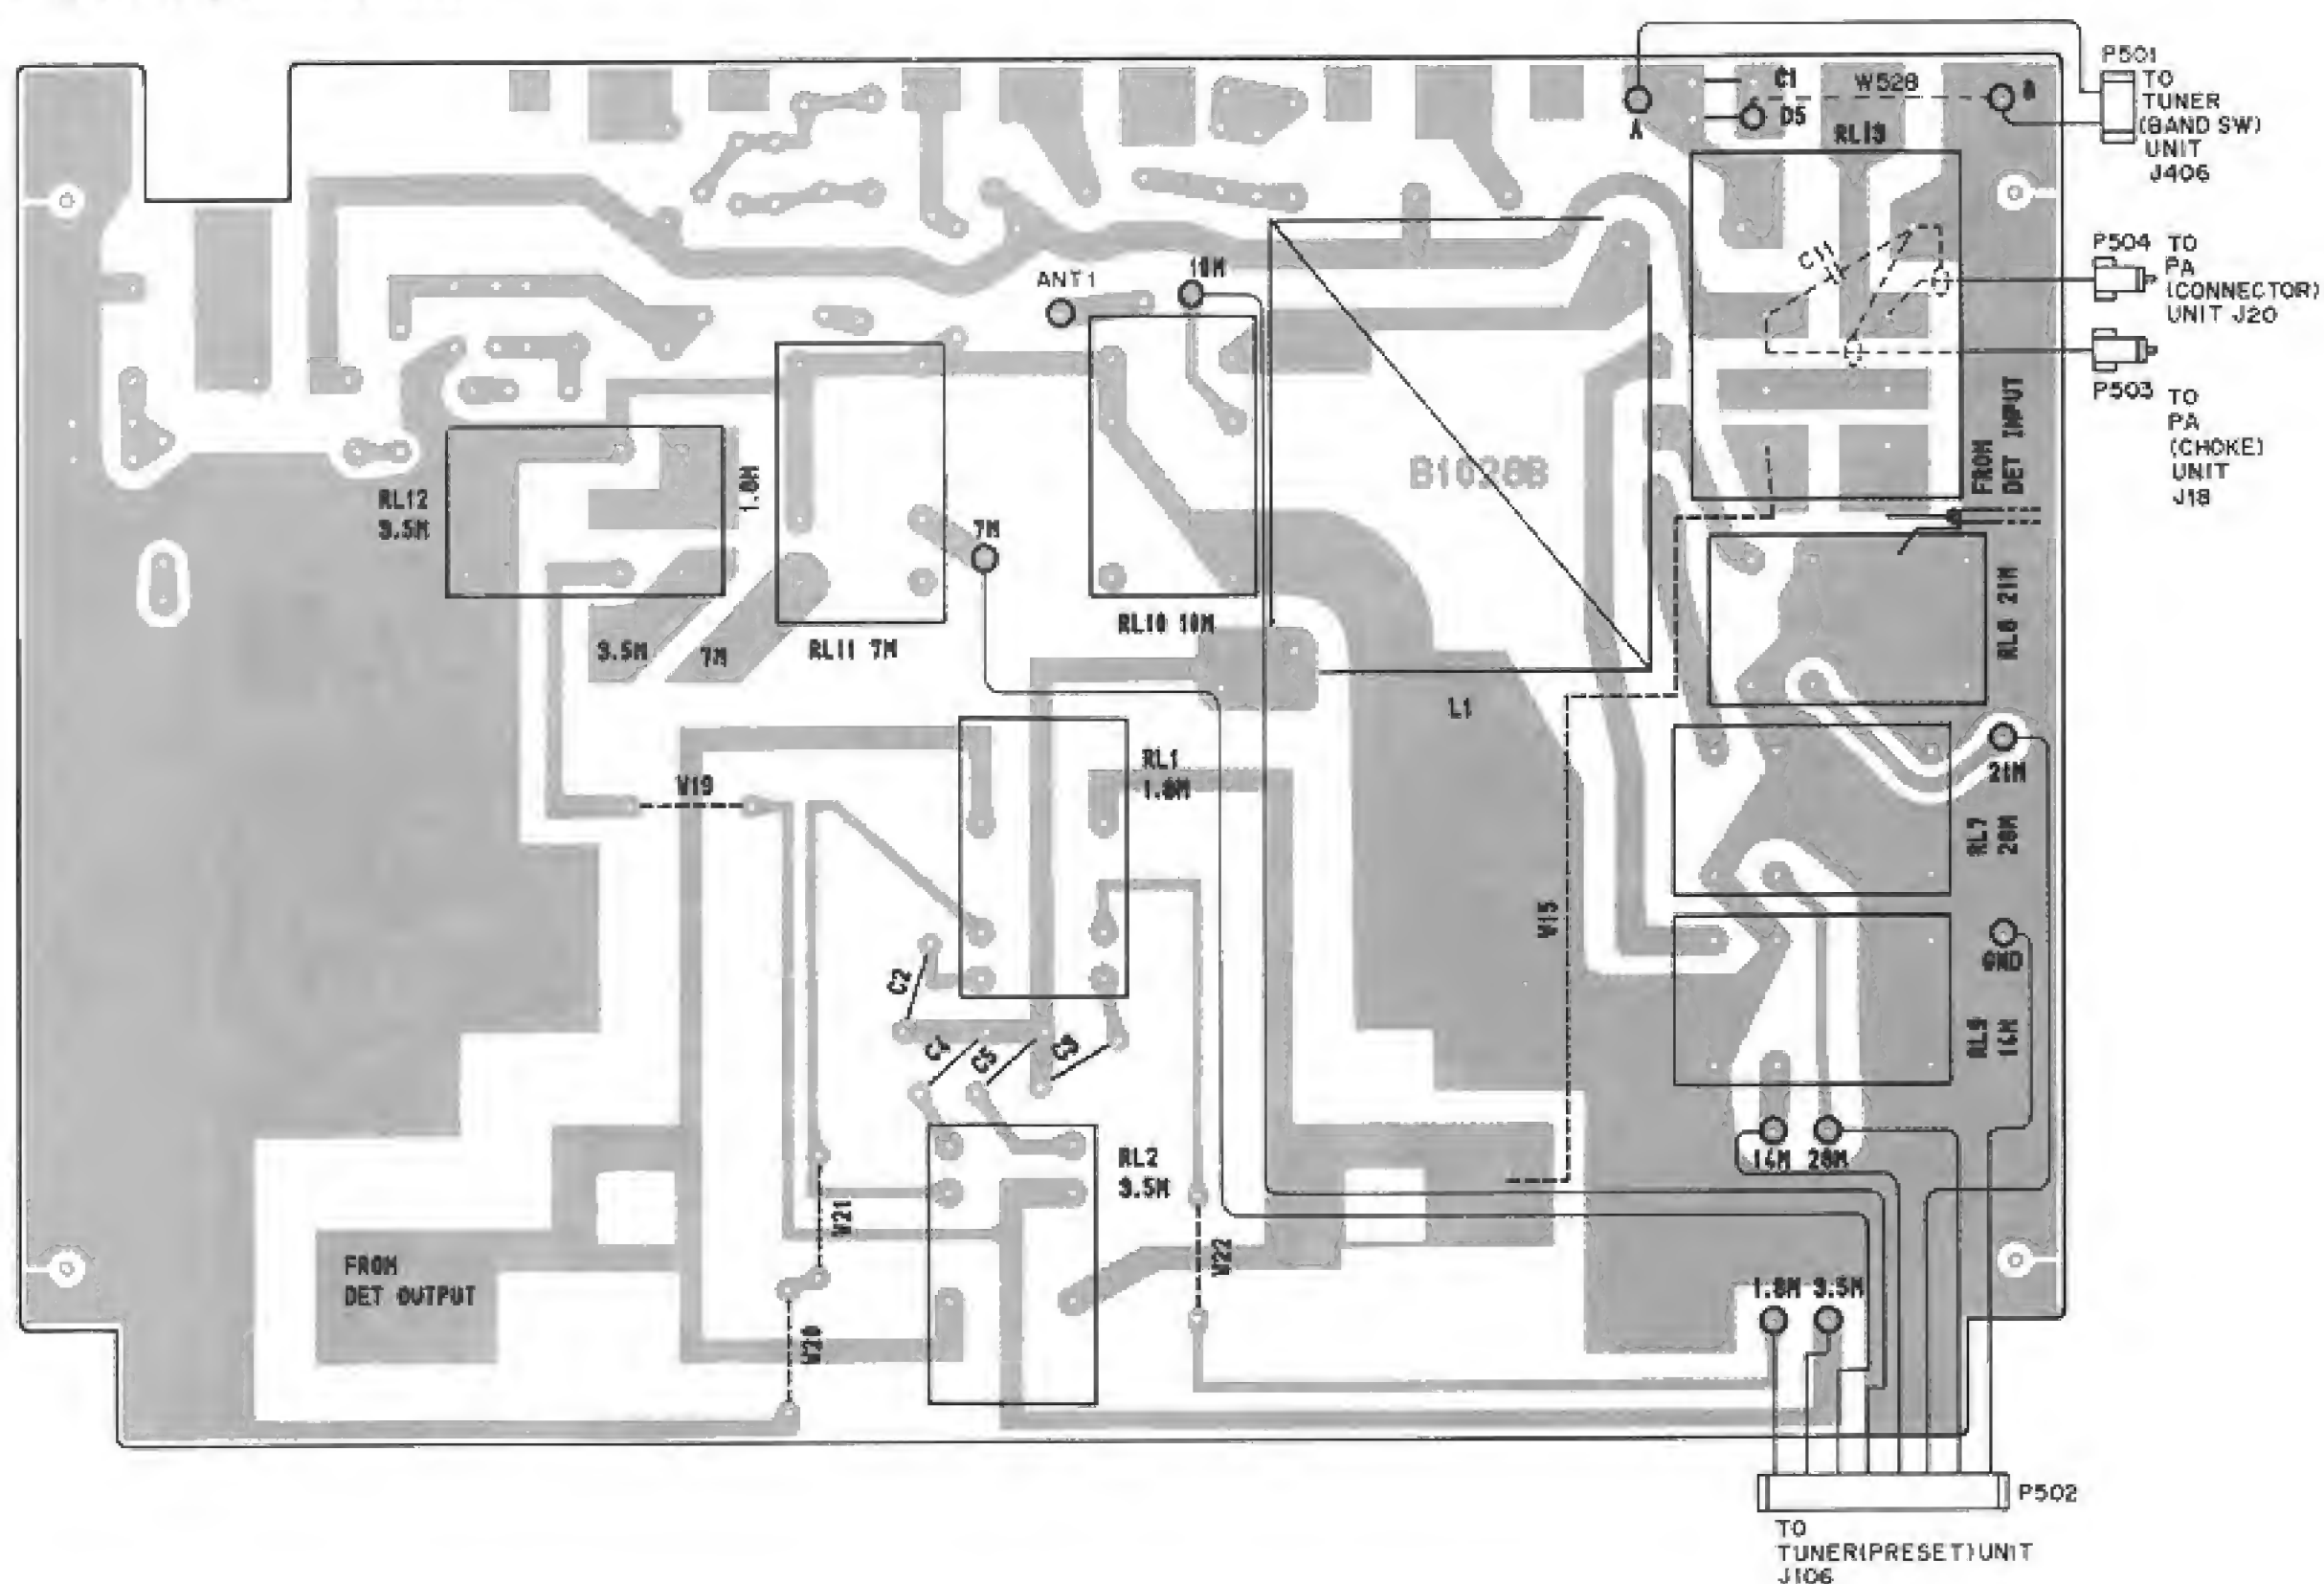 P501
TO
TUNER
(BAND SW)
UNIT
J406
C1
W528
B
A
D5
RL13
P504
TO
PA
(CONNECTOR)
UNIT J20
C11
P503
TO
PA
(CHOKE)
UNIT
J18
ANT1
10M
B1028B
FROM
DET INPUT
RL12
3.5M
1.8M
7M
3.5M
7M
RL11 7M
RL10 10M
RL8 21M
L1
RL1
1.8M
W19
21M
RL7
28M
W15
C2
GND
RL9
14M
C4
C5
C3
RL2
3.5M
14M
28M
W21
W22
FROM
DET OUTPUT
1.8M
3.5M
W20
P502
TO
TUNER(PRESET)UNIT
J106